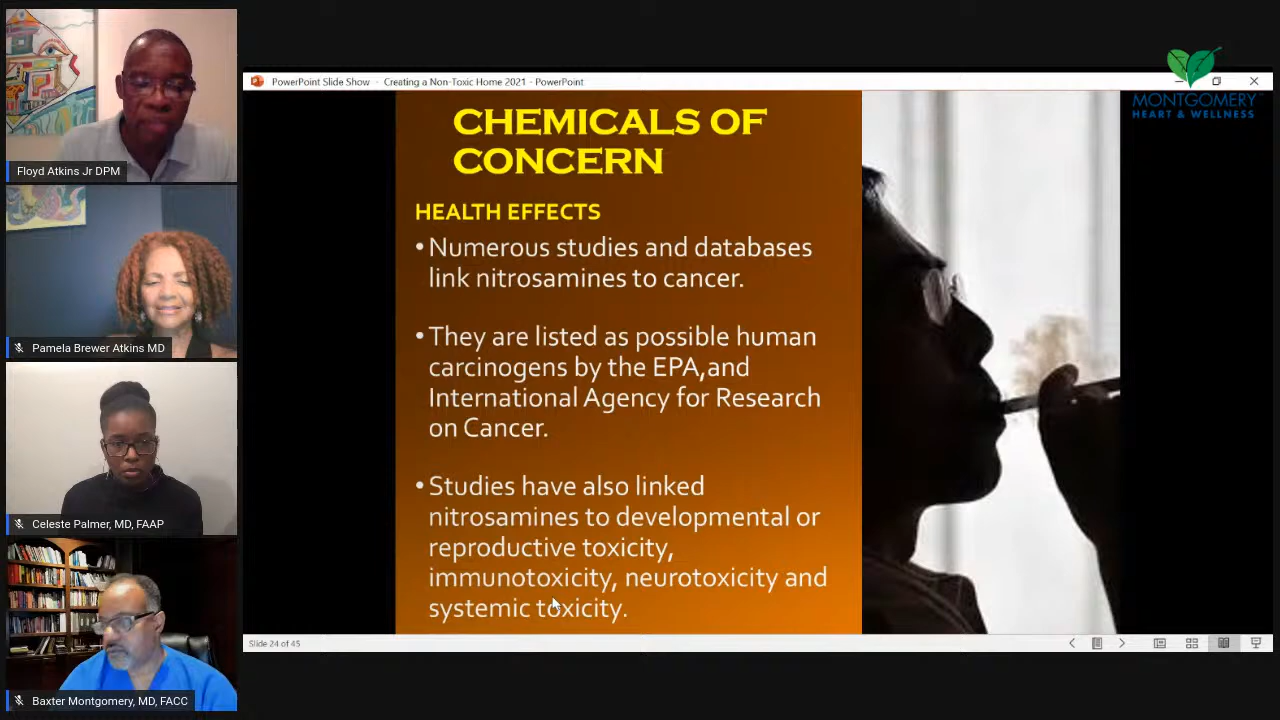 PowerPoint Slide Show - Creating a Non-Toxic Home 2021 - PowerPoint
MONTGOMERY
HEART & WELLNESS
CHEMICALS OF
CONCERN
HEALTH EFFECTS
•Numerous studies and databases
link nitrosamines to cancer.
•They are listed as possible human
carcinogens by the EPA,and
International Agency for Research
on Cancer.
•Studies have also linked
nitrosamines to developmental or
reproductive toxicity,
immunotoxicity, neurotoxicity and
systemic toxicity.
Slide 24 of 45
Floyd Atkins Jr DPM
Pamela Brewer Atkins MD
Celeste Palmer, MD, FAAP
Baxter Montgomery, MD, FACC